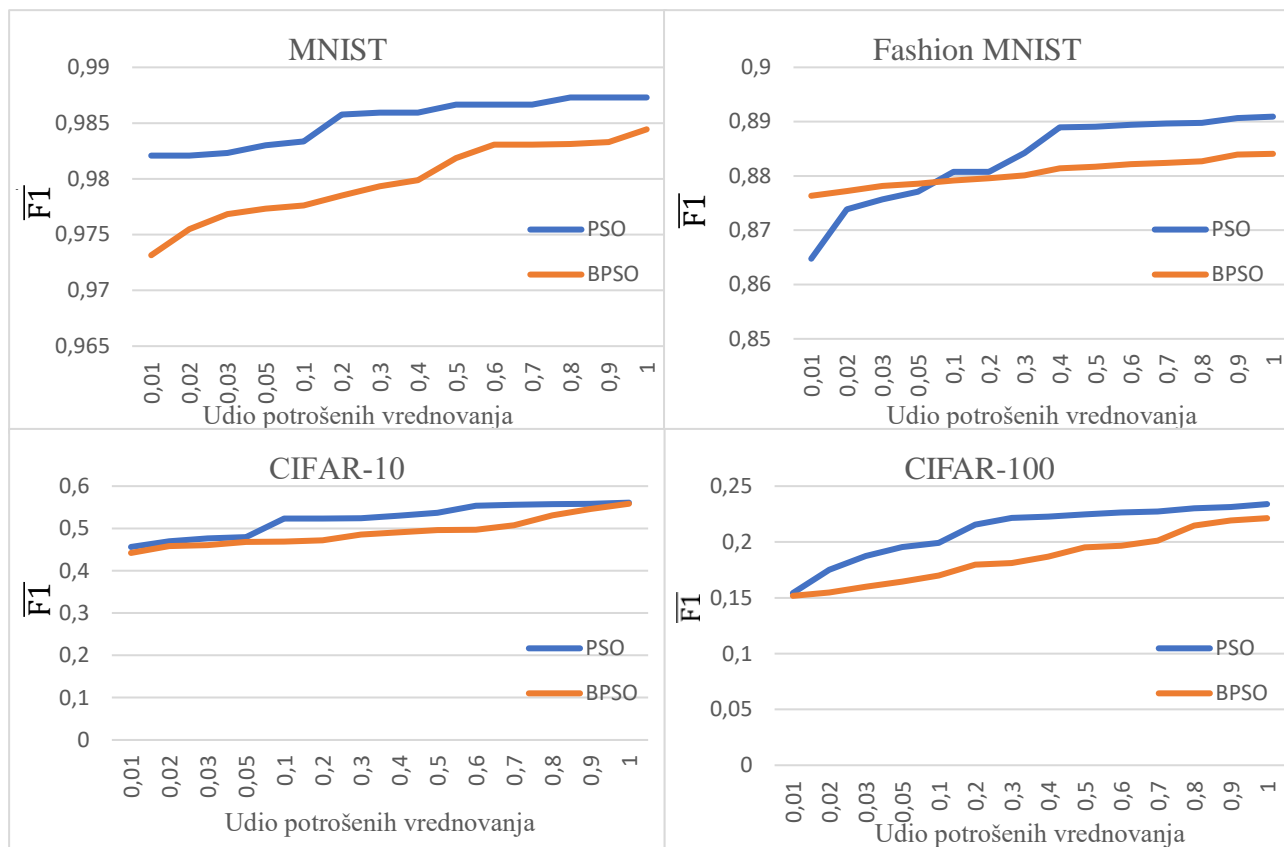 MNIST
0,99
0,985
0,98
0,975
0,97
0,965
F1
PSO
BPSO
0,01 0,02 0,03 0,05 0,1 0,2 0,3 0,4 0,5 0,6 0,7 0,8 0,9 1
Udio potrošenih vrednovanja
Fashion MNIST
0,9
0,89
0,88
0,87
0,86
0,85
F1
PSO
BPSO
0,01 0,02 0,03 0,05 0,1 0,2 0,3 0,4 0,5 0,6 0,7 0,8 0,9 1
Udio potrošenih vrednovanja
CIFAR-10
0,6
0,5
0,4
0,3
0,2
0,1
0
F1
PSO
BPSO
0,01 0,02 0,03 0,05 0,1 0,2 0,3 0,4 0,5 0,6 0,7 0,8 0,9 1
Udio potrošenih vrednovanja
CIFAR-100
0,25
0,2
0,15
0,1
0,05
0
F1
PSO
BPSO
0,01 0,02 0,03 0,05 0,1 0,2 0,3 0,4 0,5 0,6 0,7 0,8 0,9 1
Udio potrošenih vrednovanja